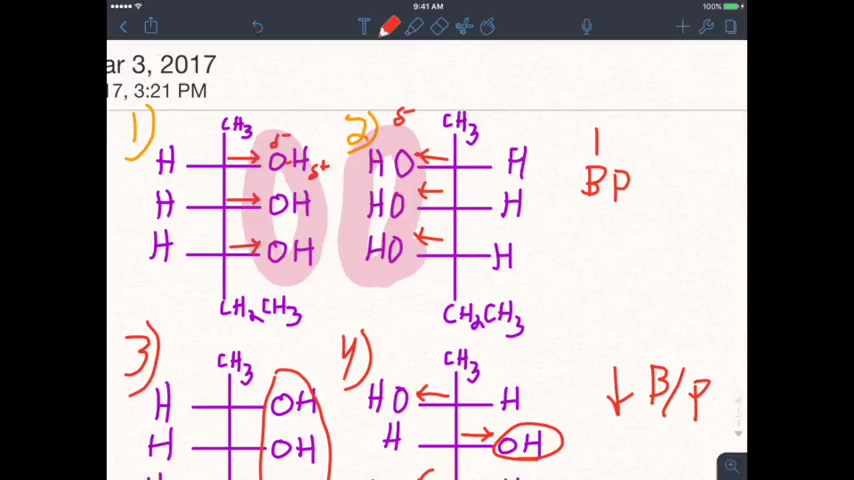 9:41 AM
100%
ar 3, 2017
17, 3:21 PM
1)
CH3
H
δ-
OH
δ+
H
OH
H
OH
CH2CH3
2)
δ-
CH3
HO
H
HO
H
HO
H
CH2CH3
BP
3)
CH3
H
OH
H
OH
4)
CH3
HO
H
H
OH
↓ B/P